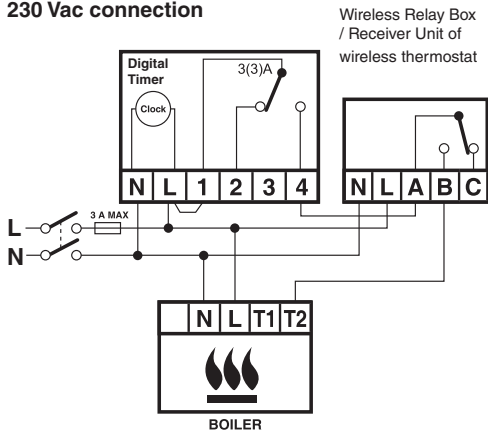 230 Vac connection
Wireless Relay Box
/ Receiver Unit of
wireless thermostat
Digital
Timer
3(3)A
Clock
N L 1 2 3 4
N L A B C
L
3 A MAX
N
N L T1 T2
BOILER